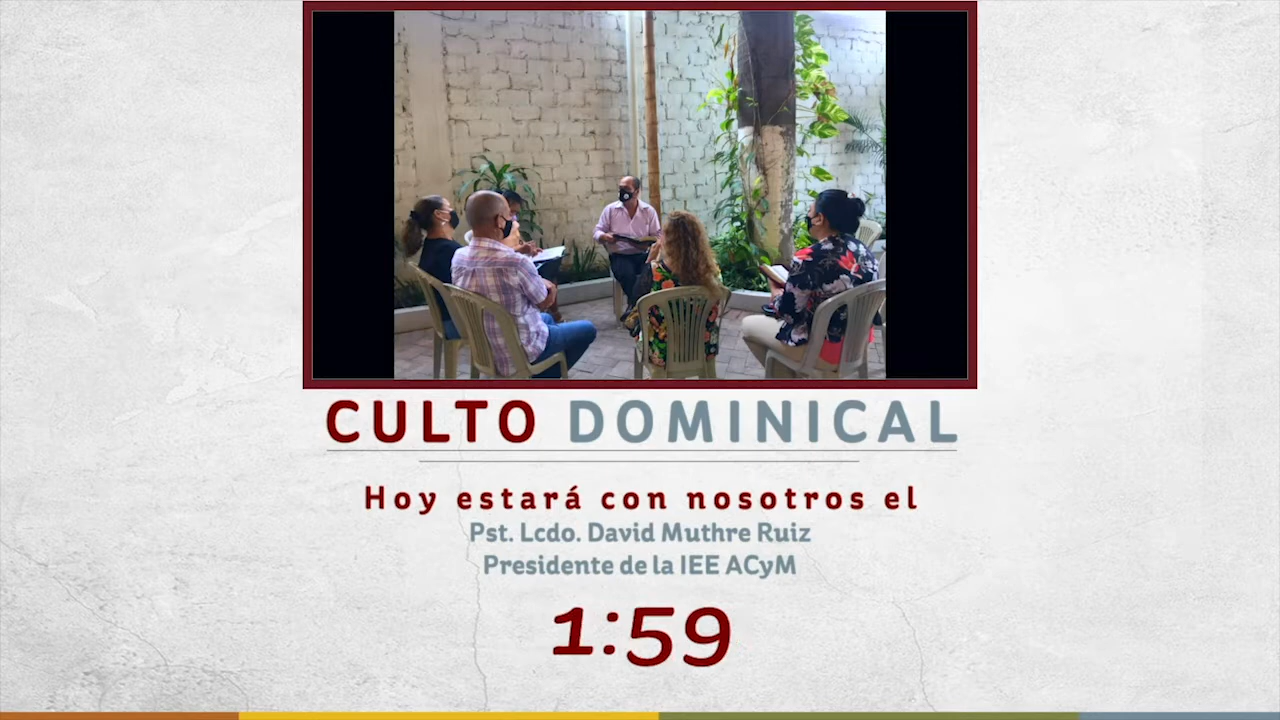 CULTO DOMINICAL
Hoy estará con nosotros el
Pst. Lcdo. David Muthre Ruiz
Presidente de la IEE ACyM
1:59